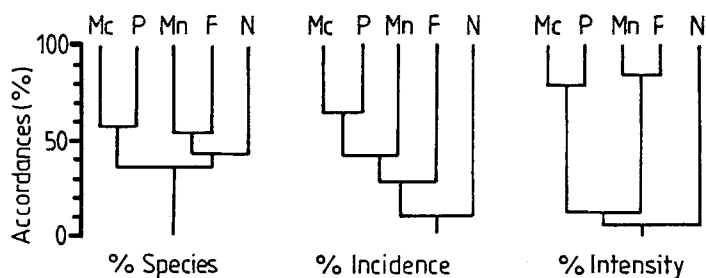 Mc P Mn F N
Mc P Mn F N
Mc P Mn F N
100
50
0
Accordances (%)
% Species
% Incidence
% Intensity